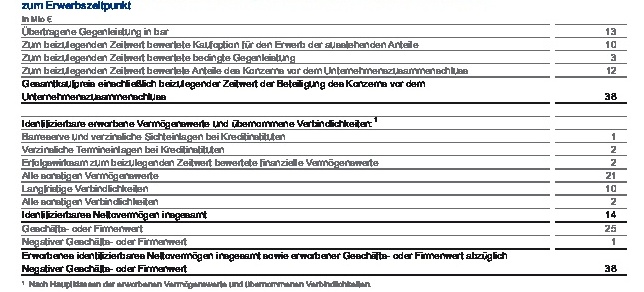 zum Erwerbszeitpunkt
in Mio €
Übertragene Gegenleistung in bar 13
Zum beizulegenden Zeitwert bewertete Kaufoption für den Erwerb der ausstehenden Anteile 10
Zum beizulegenden Zeitwert bewertete bedingte Gegenleistung 3
Zum beizulegenden Zeitwert bewertete Anteile des Konzerns vor dem Unternehmenszusammenschluss 12
Gesamtkaufpreis einschließlich beizulegender Zeitwert der Beteiligung des Konzerns vor dem
Unternehmenszusammenschluss 38
Identifizierbare erworbene Vermögenswerte und übernommene Verbindlichkeiten: 1
Barreserve und verzinsliche Sichteinlagen bei Kreditinstituten 1
Verzinsliche Termineinlagen bei Kreditinstituten 2
Erfolgswirksam zum beizulegenden Zeitwert bewertete finanzielle Vermögenswerte 2
Alle sonstigen Vermögenswerte 21
Langfristige Verbindlichkeiten 10
Alle sonstigen Verbindlichkeiten 2
Identifizierbares Nettovermögen insgesamt 14
Geschäfts- oder Firmenwert 25
Negativer Geschäfts- oder Firmenwert 1
Erworbenes identifizierbares Nettovermögen insgesamt sowie erworbener Geschäfts- oder Firmenwert abzüglich
Negativer Geschäfts- oder Firmenwert 38
1 Nach Hauptklassen der erworbenen Vermögenswerte und übernommenen Verbindlichkeiten.